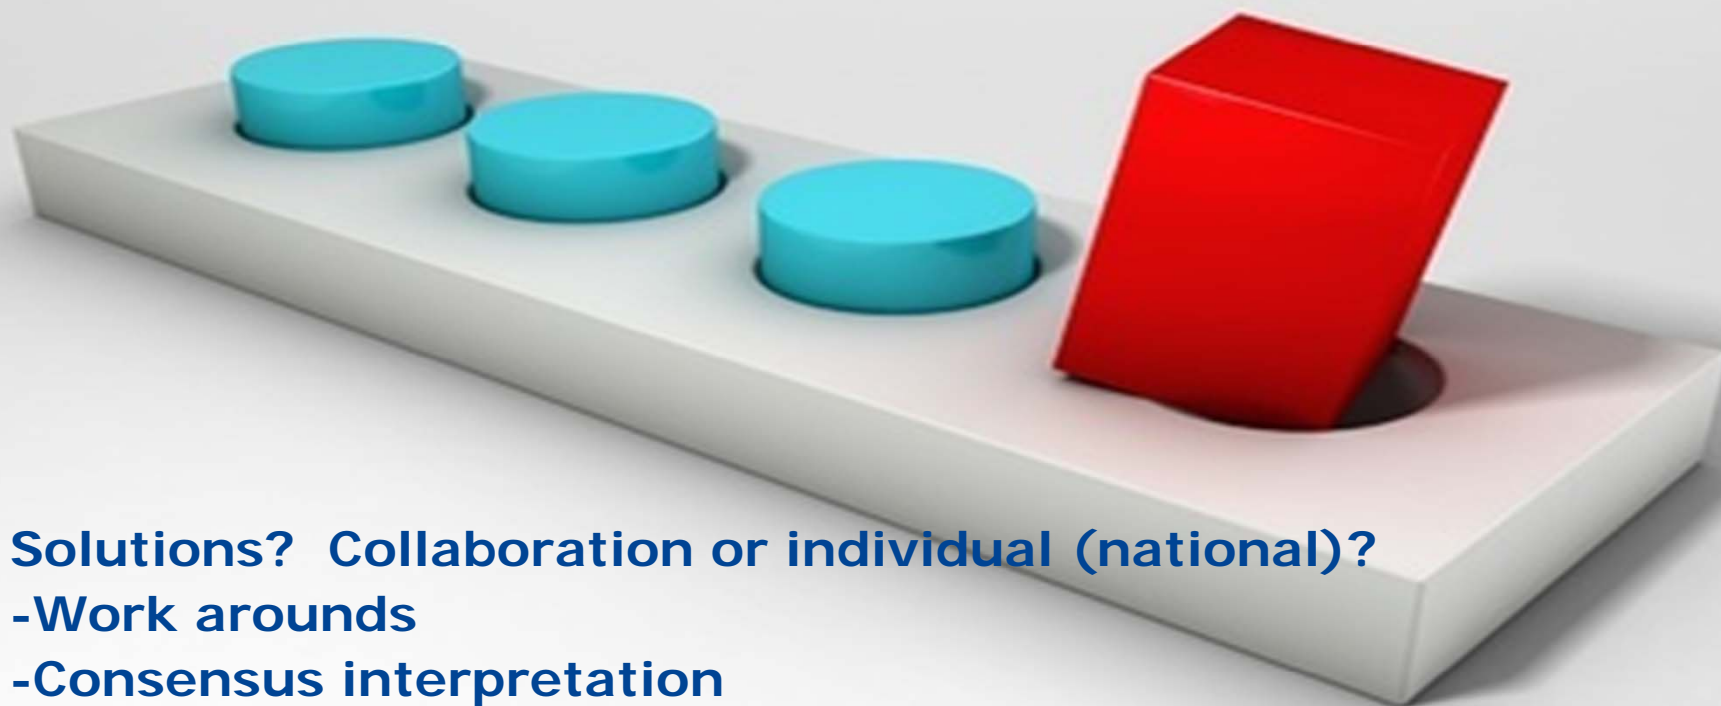 Solutions?  Collaboration or individual (national)?
-Work arounds
-Consensus interpretation